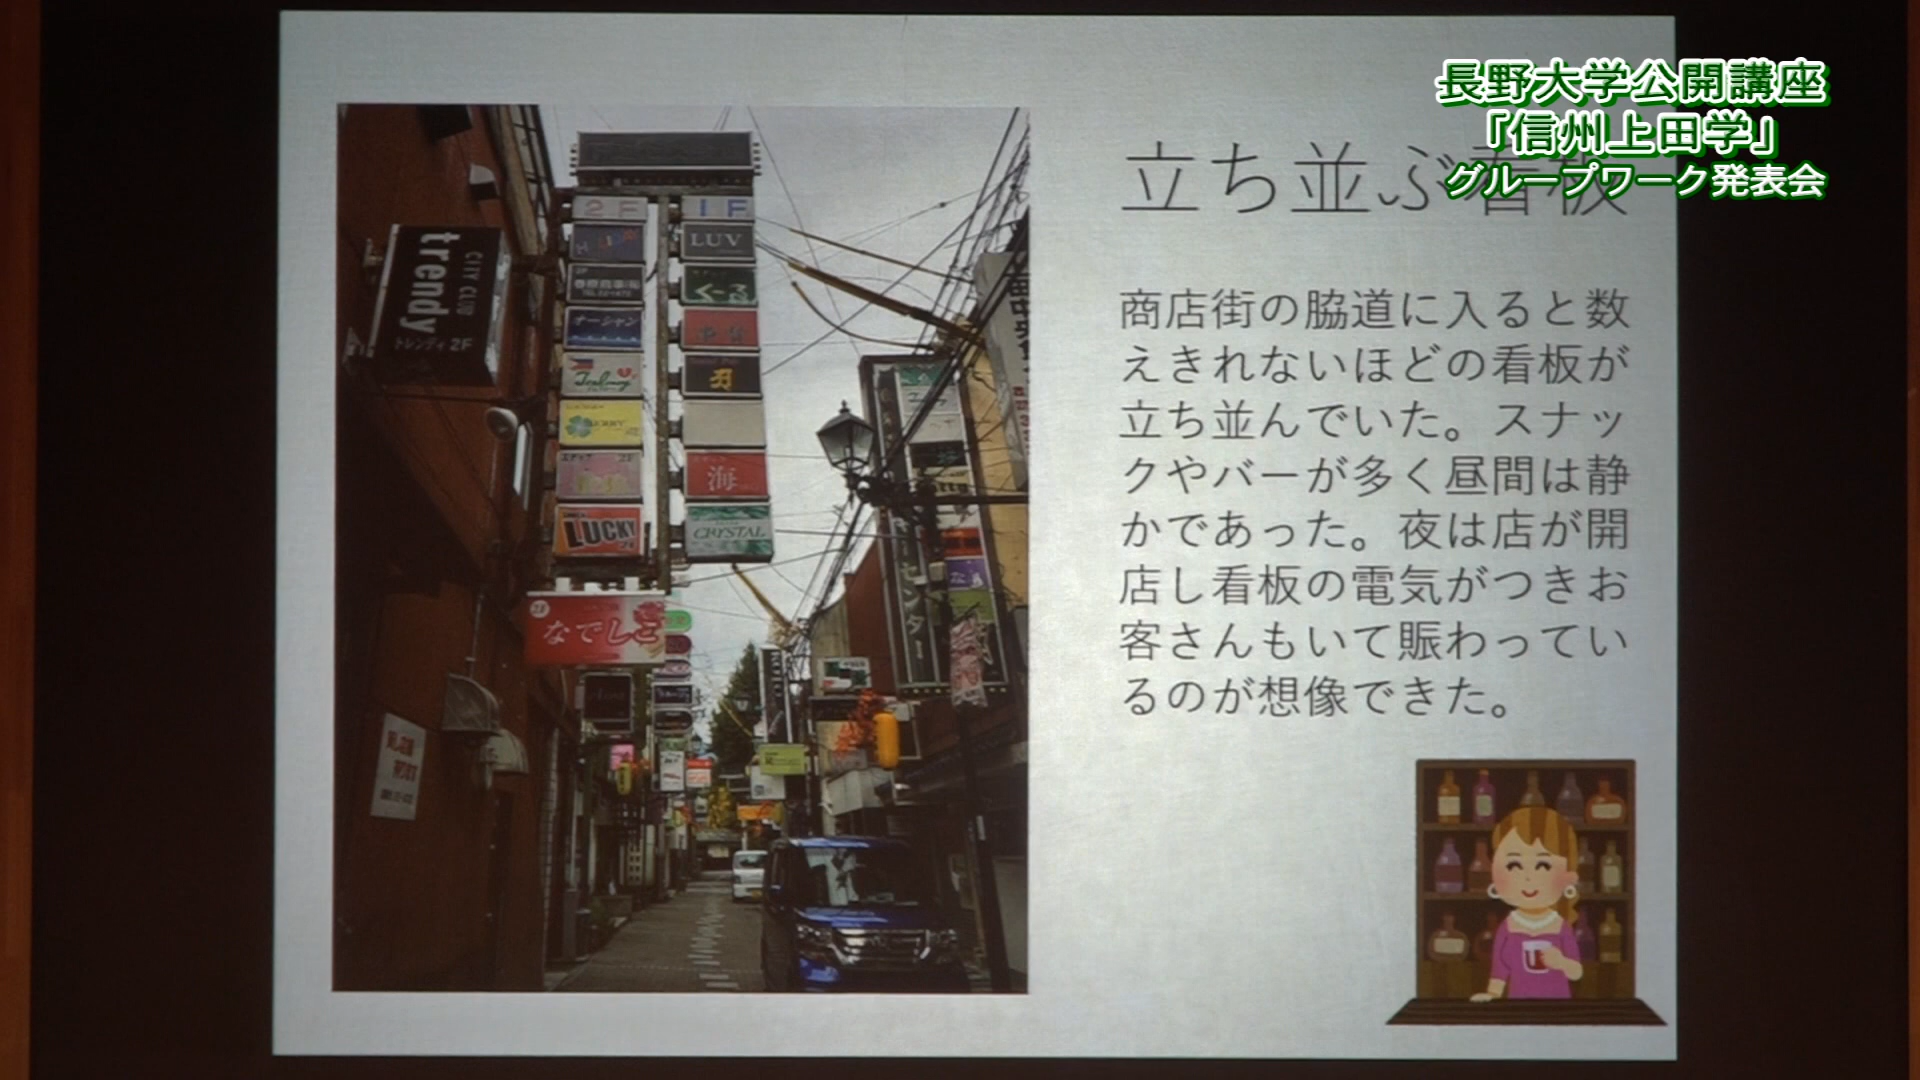 長野大学公開講座
「信州上田学」
グループワーク発表会
立ち並ぶ看板
商店街の脇道に入ると数
えきれないほどの看板が
立ち並んでいた。スナッ
クやバーが多く昼間は静
かであった。夜は店が開
店し看板の電気がつきお
客さんもいて賑わってい
るのが想像できた。
CITY CLUB
trendy
トレンディ 2F
2F
1F
LUV
オーシャン
海
LUCKY
CRYSTAL
なでしこ
センター